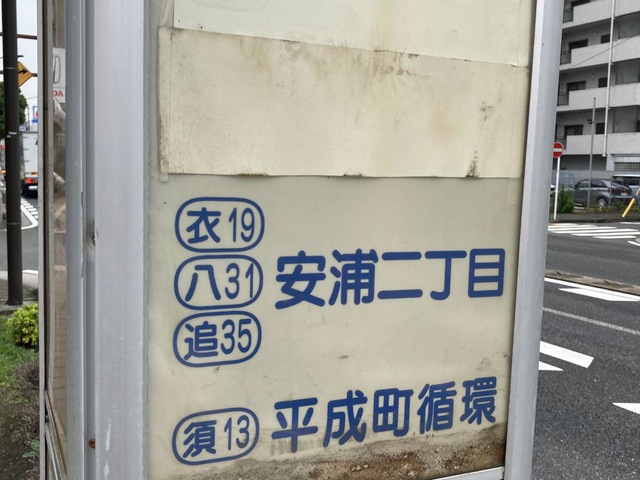 衣19
八31 安浦二丁目
追35
須13 平成町循環